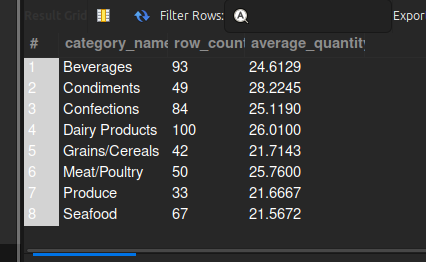 Result Grid Filter Rows: Expor
# category_name row_count average_quantity
1 Beverages 93 24.6129
2 Condiments 49 28.2245
3 Confections 84 25.1190
4 Dairy Products 100 26.0100
5 Grains/Cereals 42 21.7143
6 Meat/Poultry 50 25.7600
7 Produce 33 21.6667
8 Seafood 67 21.5672